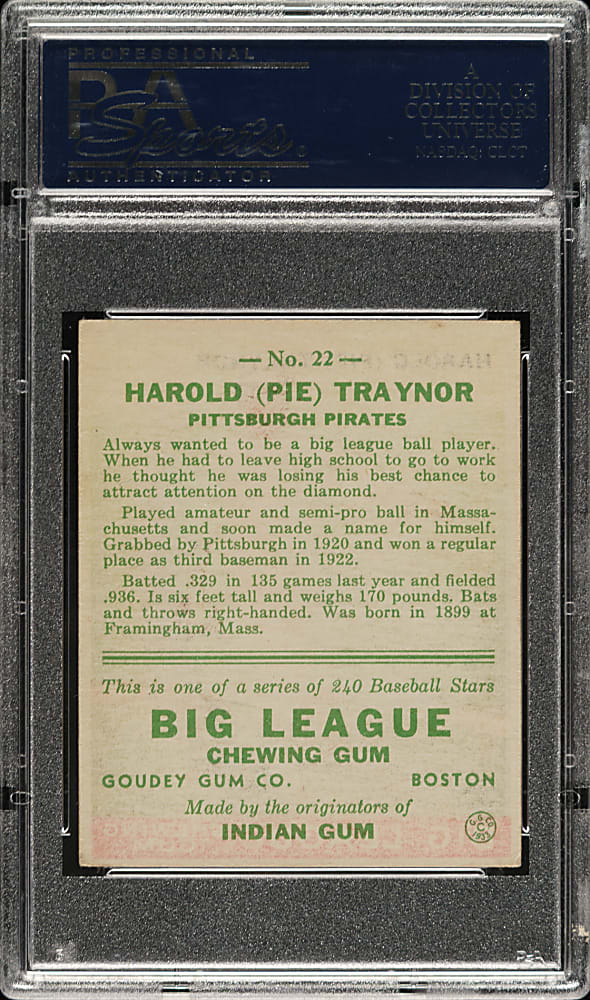 PROFESSIONAL
PSA
Sports
AUTHENTICATOR
A
DIVISION OF
COLLECTORS
UNIVERSE
NASDAQ: CLCT
— No. 22 —
HAROLD (PIE) TRAYNOR
PITTSBURGH PIRATES
Always wanted to be a big league ball player.
When he had to leave high school to go to work
he thought he was losing his best chance to
attract attention on the diamond.
Played amateur and semi-pro ball in Massa-
chusetts and soon made a name for himself.
Grabbed by Pittsburgh in 1920 and won a regular
place as third baseman in 1922.
Batted .329 in 135 games last year and fielded
.936. Is six feet tall and weighs 170 pounds. Bats
and throws right-handed. Was born in 1899 at
Framingham, Mass.
This is one of a series of 240 Baseball Stars
BIG LEAGUE
CHEWING GUM
GOUDEY GUM CO. BOSTON
Made by the originators of
INDIAN GUM
G. G. CO.
C
1933
PSA